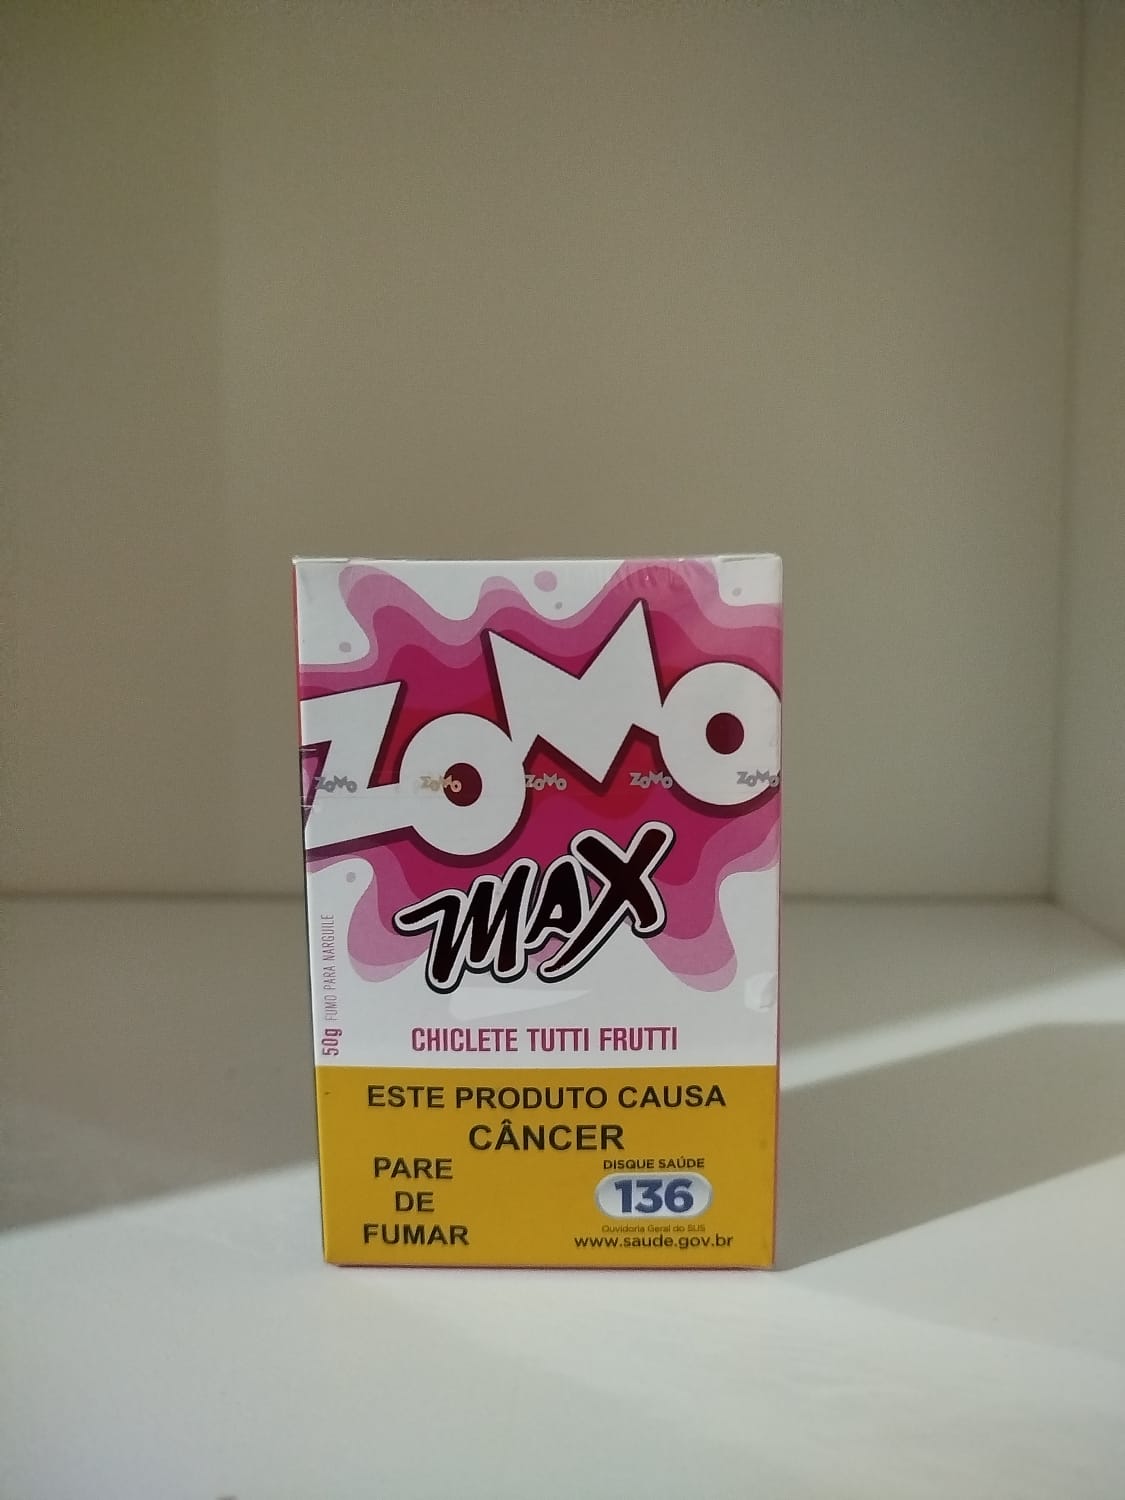 ZOMO
ZOMO ZOMO ZOMO ZOMO ZOMO
MAX
50g FUMO PARA NARGUILE
CHICLETE TUTTI FRUTTI
ESTE PRODUTO CAUSA
CÂNCER
PARE
DE
FUMAR
DISQUE SAÚDE
136
Ouvidoria Geral do SUS
www.saude.gov.br